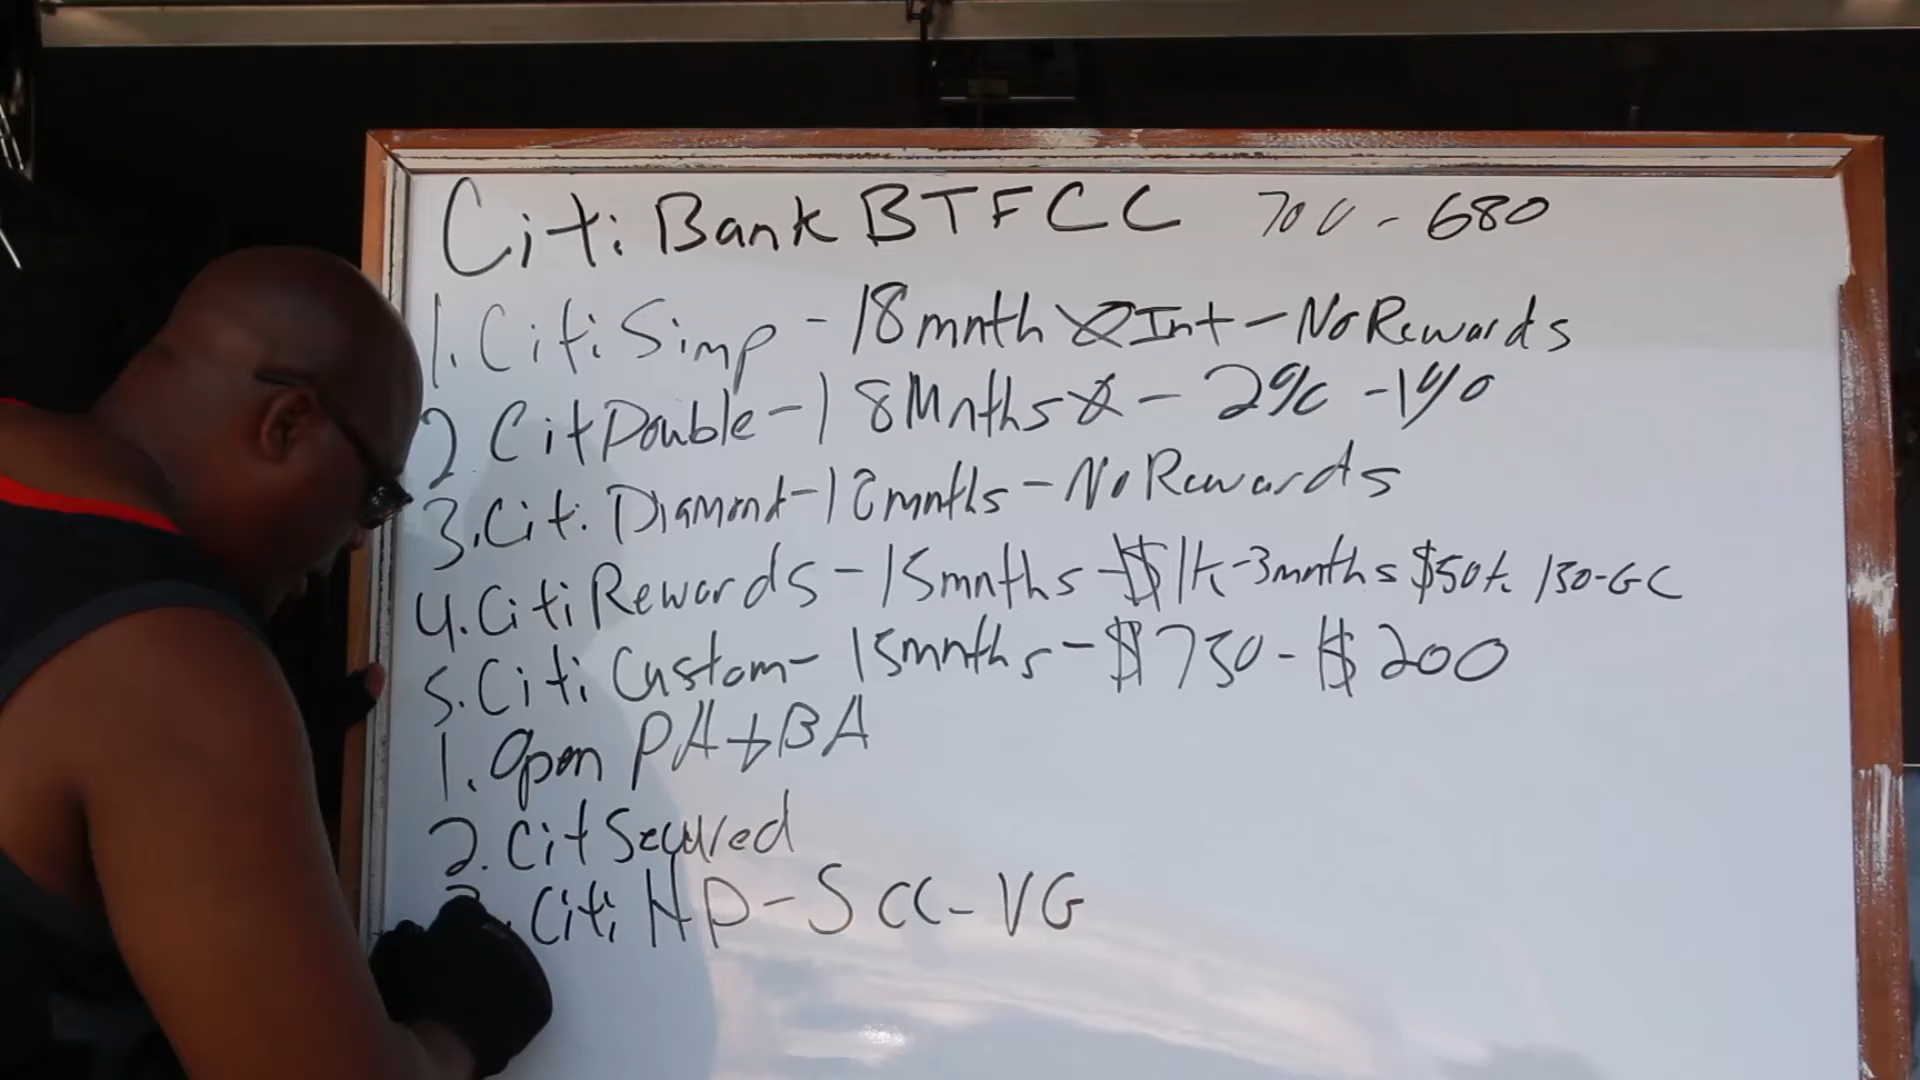 Citi Bank BTFCC 700 - 680
1. Citi Simp - 18 mnth 0 Int - No Rewards
2. Cit Double - 18 Mnths 0 - 2% - 1%
3. Citi Diamond - 18 mnths - No Rewards
4. Citi Rewards - 15 mnths - $1k - 3 mnths $50k 150-GC
5. Citi Custom - 15 mnths - $750 - $200
1. Open PA + BA
2. Cit Secured
3. Citi HP - SCC - VG